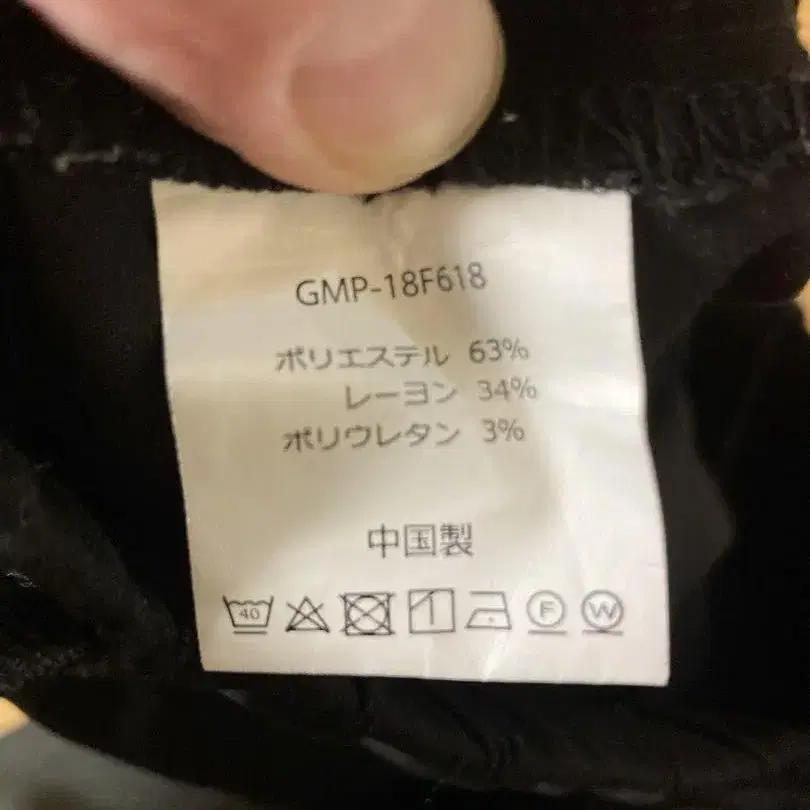 GMP-18F618
ポリエステル 63%
レーヨン 34%
ポリウレタン 3%
中国製
40 F W